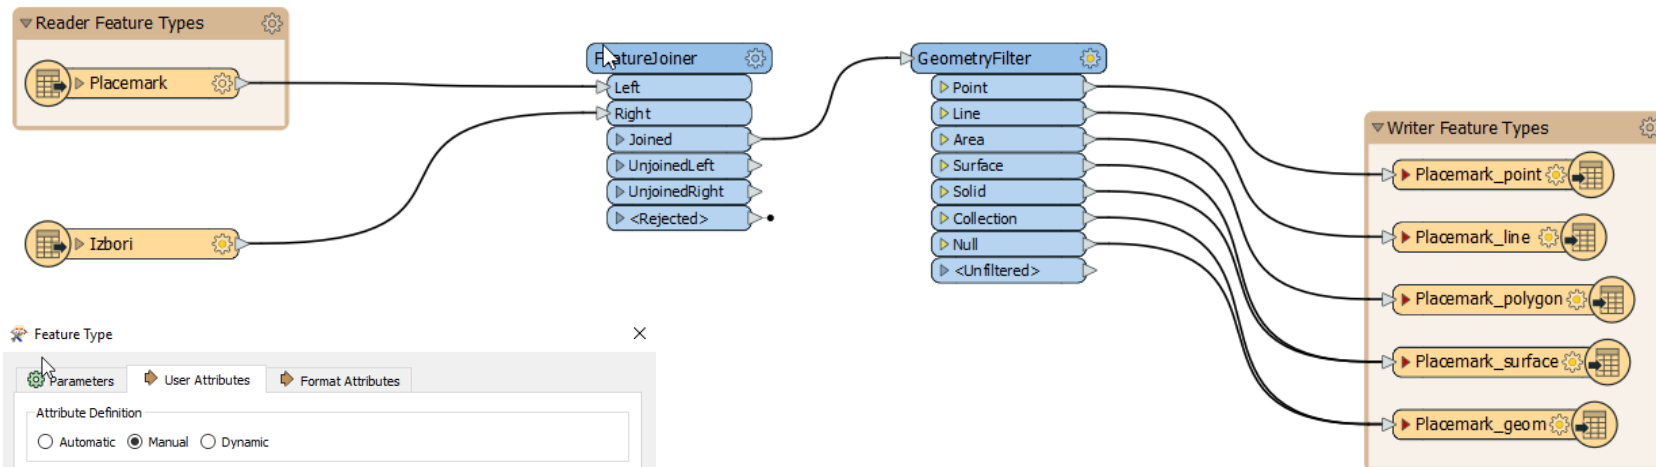 Reader Feature Types
Placemark
Izbori
FeatureJoiner
Left
Right
Joined
UnjoinedLeft
UnjoinedRight
<Rejected>
GeometryFilter
Point
Line
Area
Surface
Solid
Collection
Null
<Unfiltered>
Writer Feature Types
Placemark_point
Placemark_line
Placemark_polygon
Placemark_surface
Placemark_geom
Feature Type
Parameters
User Attributes
Format Attributes
Attribute Definition
Automatic
Manual
Dynamic